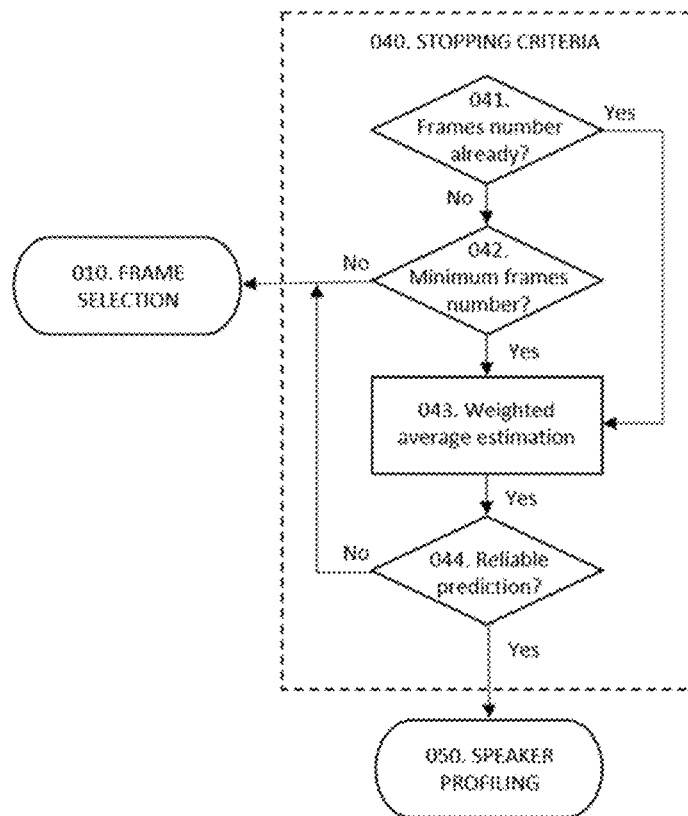 040. STOPPING CRITERIA
041.
Frames number
already?
Yes
No
042.
Minimum frames
number?
No
010. FRAME
SELECTION
Yes
043. Weighted
average estimation
Yes
No
044. Reliable
prediction?
Yes
050. SPEAKER
PROFILING